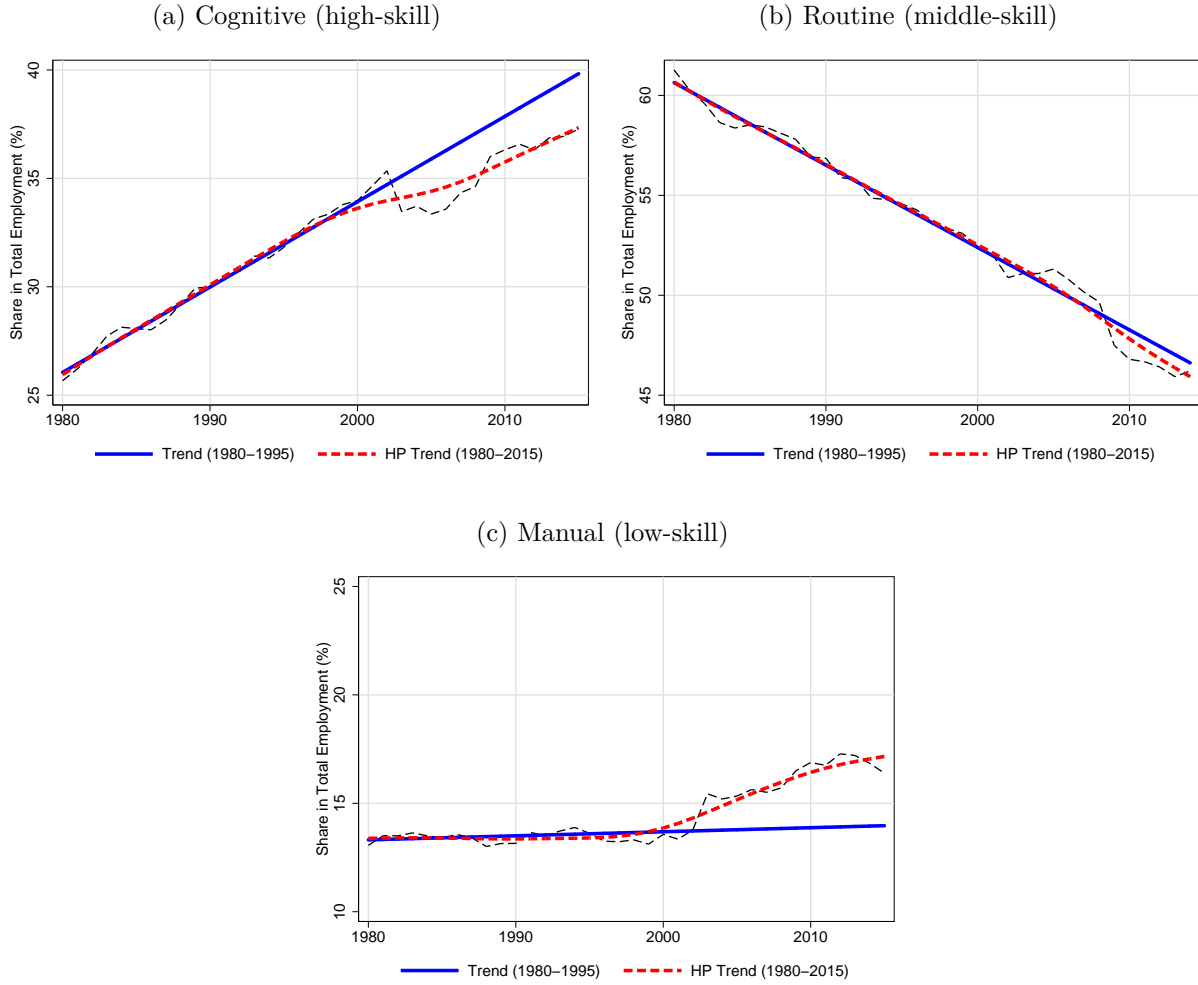 (a) Cognitive (high-skill)
Share in Total Employment (%)
40
35
30
25
1980
1990
2000
2010
Trend (1980−1995)
HP Trend (1980−2015)
(b) Routine (middle-skill)
Share in Total Employment (%)
60
55
50
45
1980
1990
2000
2010
Trend (1980−1995)
HP Trend (1980−2015)
(c) Manual (low-skill)
Share in Total Employment (%)
25
20
15
10
1980
1990
2000
2010
Trend (1980−1995)
HP Trend (1980−2015)